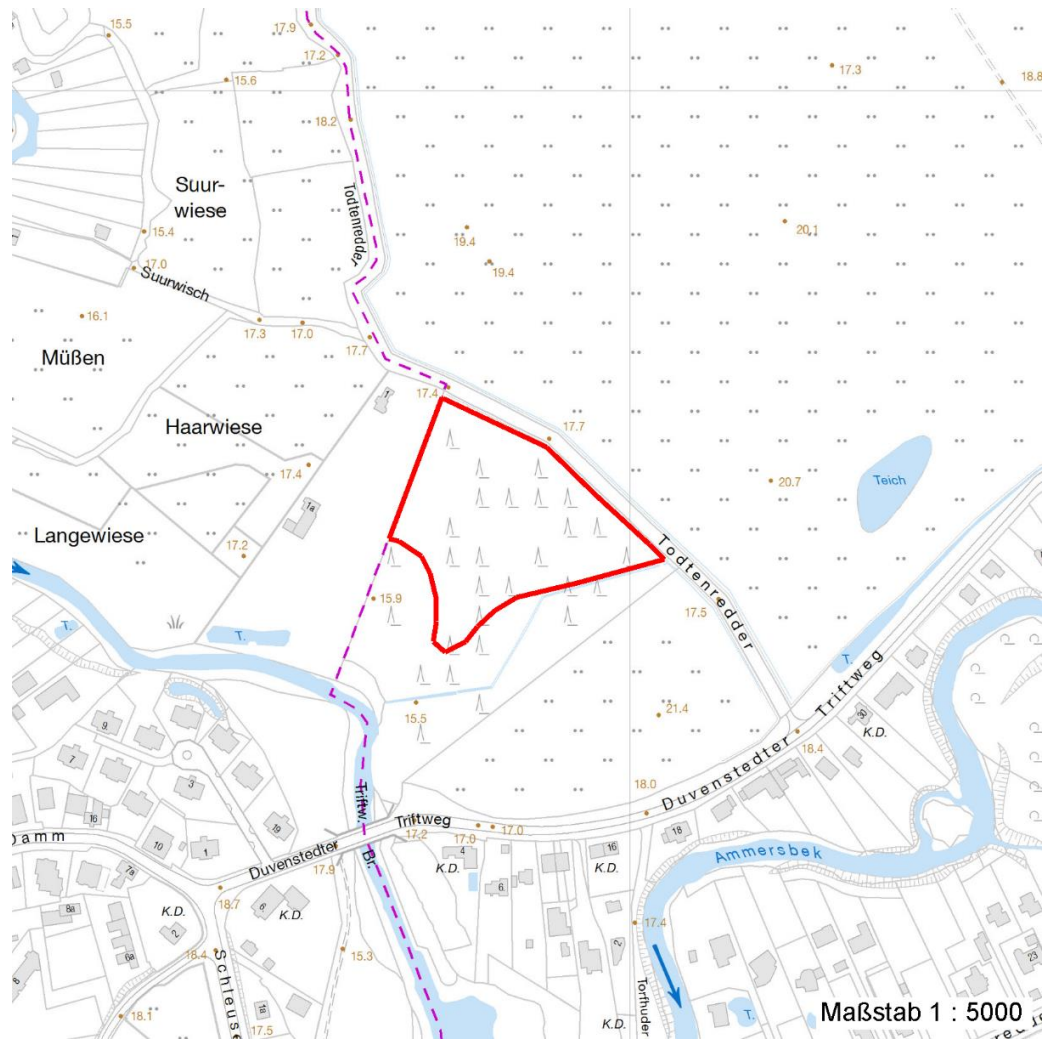 15.5
17.9
17.2
17.3
18.8
15.6
18.2
Suur-
wiese
Todtenredder
15.4
19.4
20.1
17.0
Suurwisch
19.4
16.1
17.3
17.0
17.7
Müßen
17.4
1
Haarwiese
17.7
17.4
20.7
Teich
1a
Langewiese
17.2
Todtenredder
15.9
17.5
T.
T.
T.
Triftweg
15.5
21.4
30
K.D.
9
18.4
7
3
18.0
Duvenstedter
16
19
Triftw.
Br.
Triftweg
17.2
17.0
17.0
18
amm
10
1
Duvenstedter
K.D.
4
16
K.D.
Ammersbek
7a
17.9
6
K.D.
6
18.7
8a
K.D.
2
17.4
6a
18.4
15.3
2
23
8
Schleuse
Torfhuder
18.1
17.5
1a
K.D.
T.
Maßstab 1 : 5000